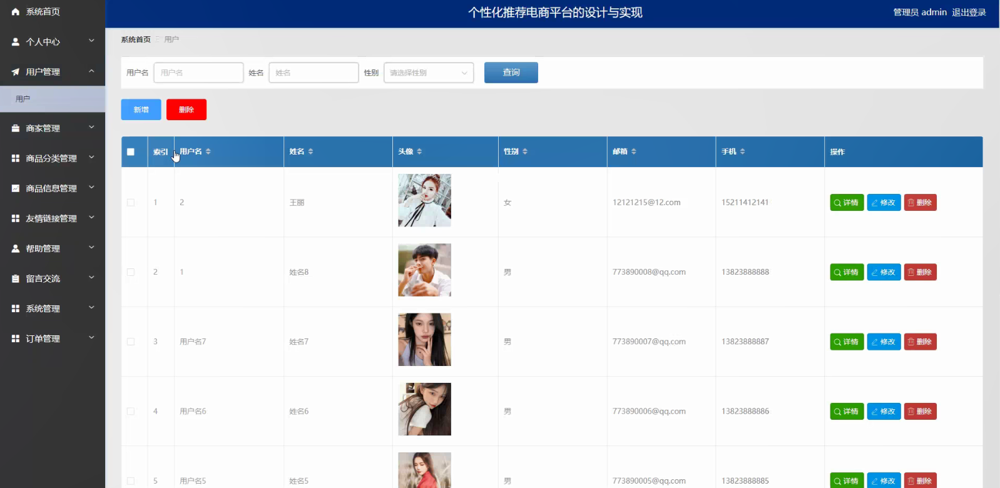 系统首页
个性化推荐电商平台的设计与实现
管理员 admin 退出登录
个人中心
用户管理
用户
商家管理
商品分类管理
商品信息管理
友情链接管理
帮助管理
留言交流
系统管理
订单管理
系统首页 用户
用户名 用户名 姓名 姓名 性别 请选择性别 查询
新增 删除
索引 用户名 姓名 头像 性别 邮箱 手机 操作
1 2 王丽 女 12121215@12.com 15211412141 详情 修改 删除
2 1 姓名8 男 773890008@qq.com 13823888888 详情 修改 删除
3 用户名7 姓名7 男 773890007@qq.com 13823888887 详情 修改 删除
4 用户名6 姓名6 男 773890006@qq.com 13823888886 详情 修改 删除
5 用户名5 姓名5 男 773890005@qq.com 13823888885 详情 修改 删除